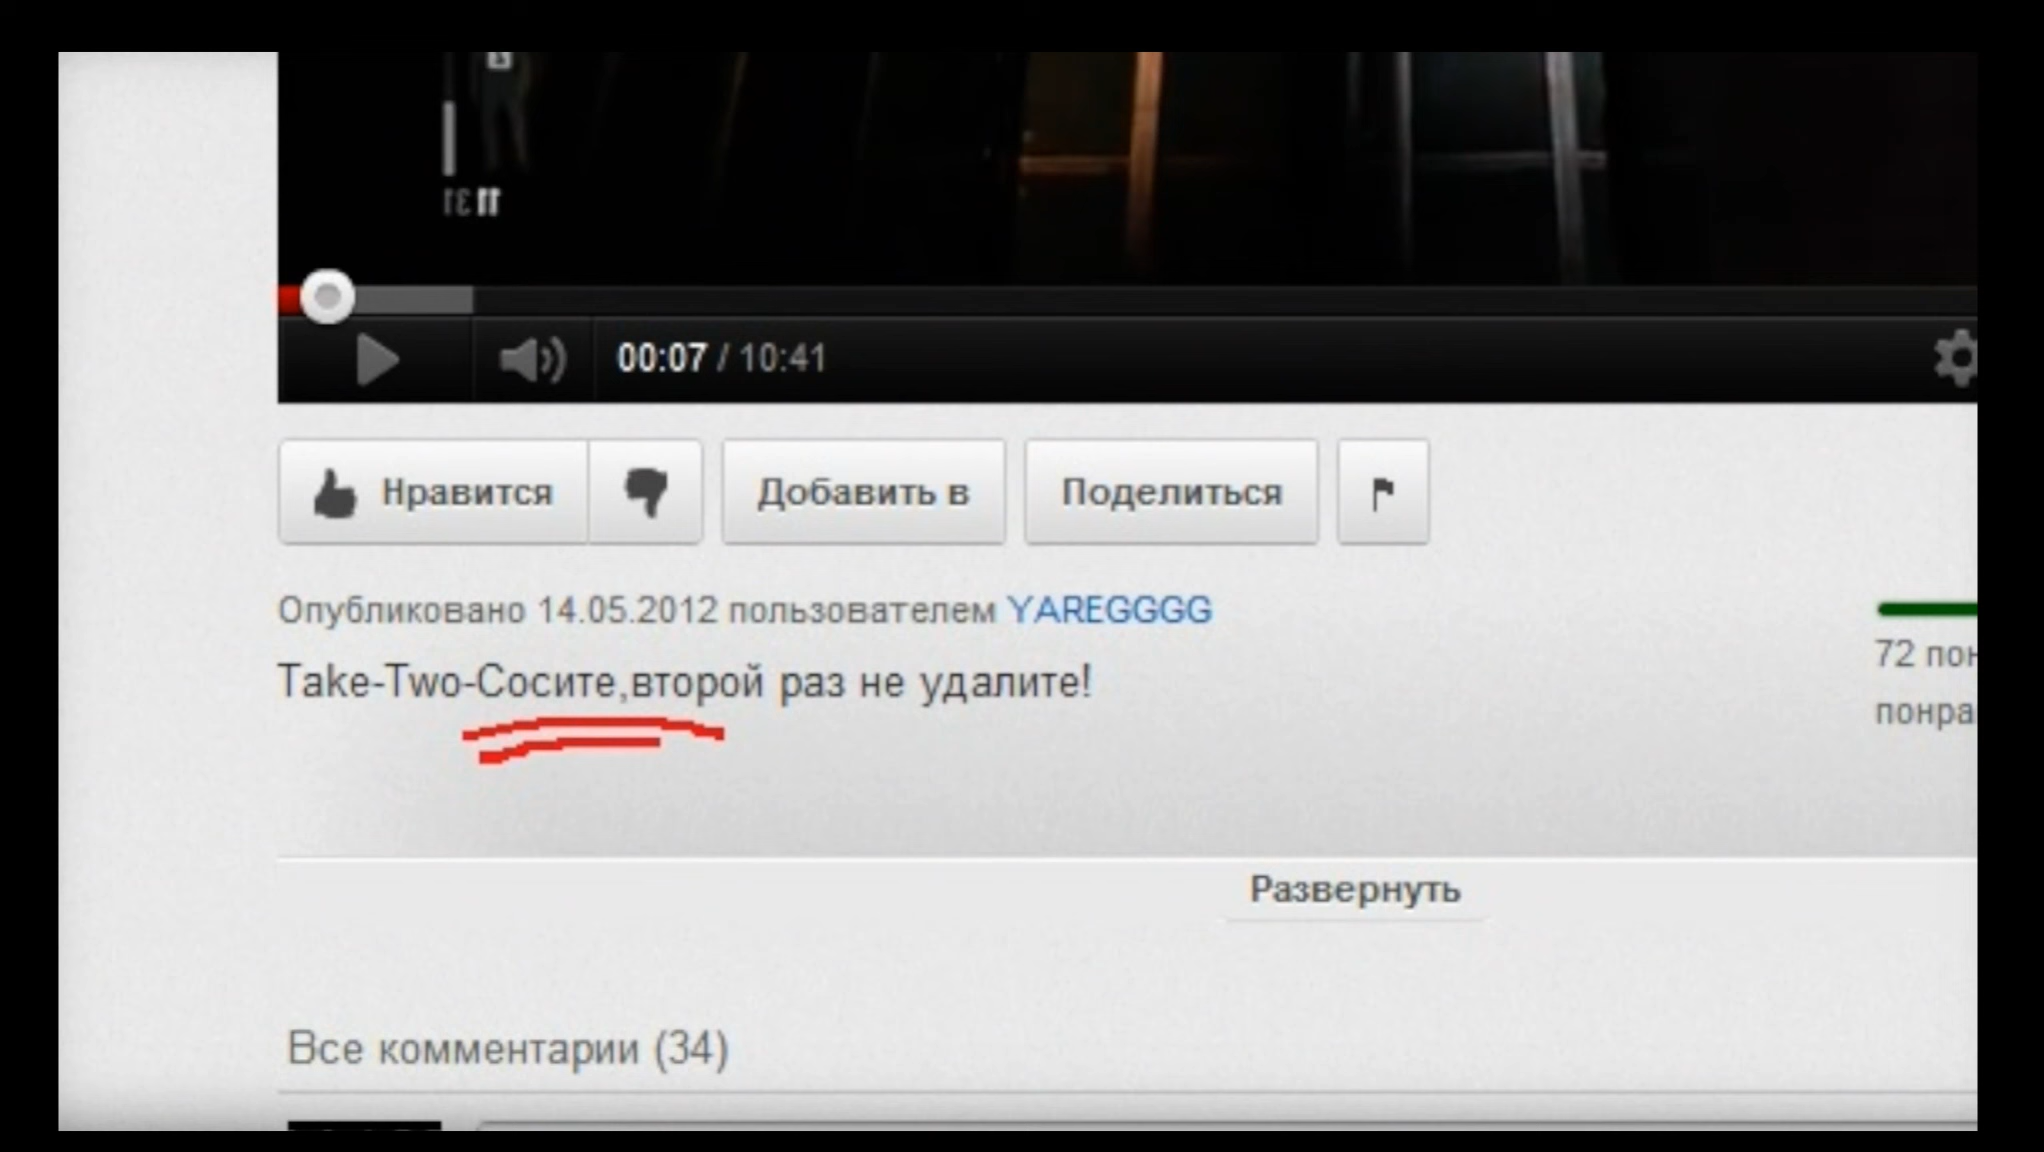 00:07 / 10:41
Нравится
Добавить в
Поделиться
Опубликовано 14.05.2012 пользователем YAREGGGG
72
Take-Two-Сосите,второй раз не удалите!
Развернуть
Все комментарии (34)